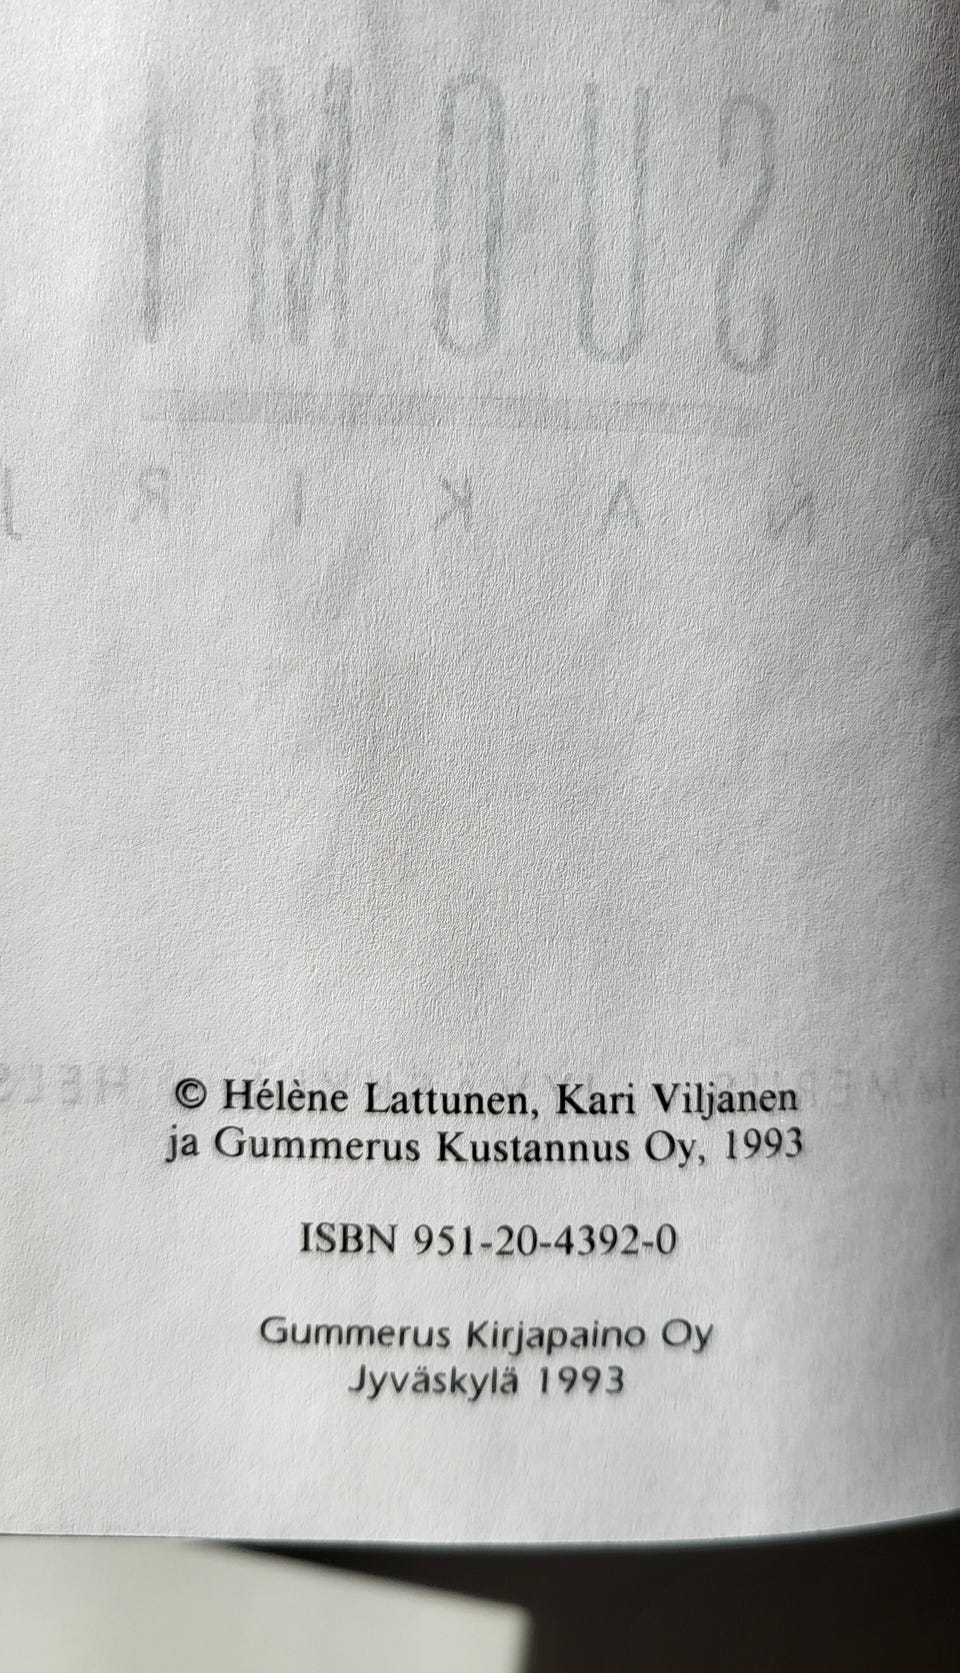 SUOMI
© Hélène Lattunen, Kari Viljanen
ja Gummerus Kustannus Oy, 1993
ISBN 951-20-4392-0
Gummerus Kirjapaino Oy
Jyväskylä 1993